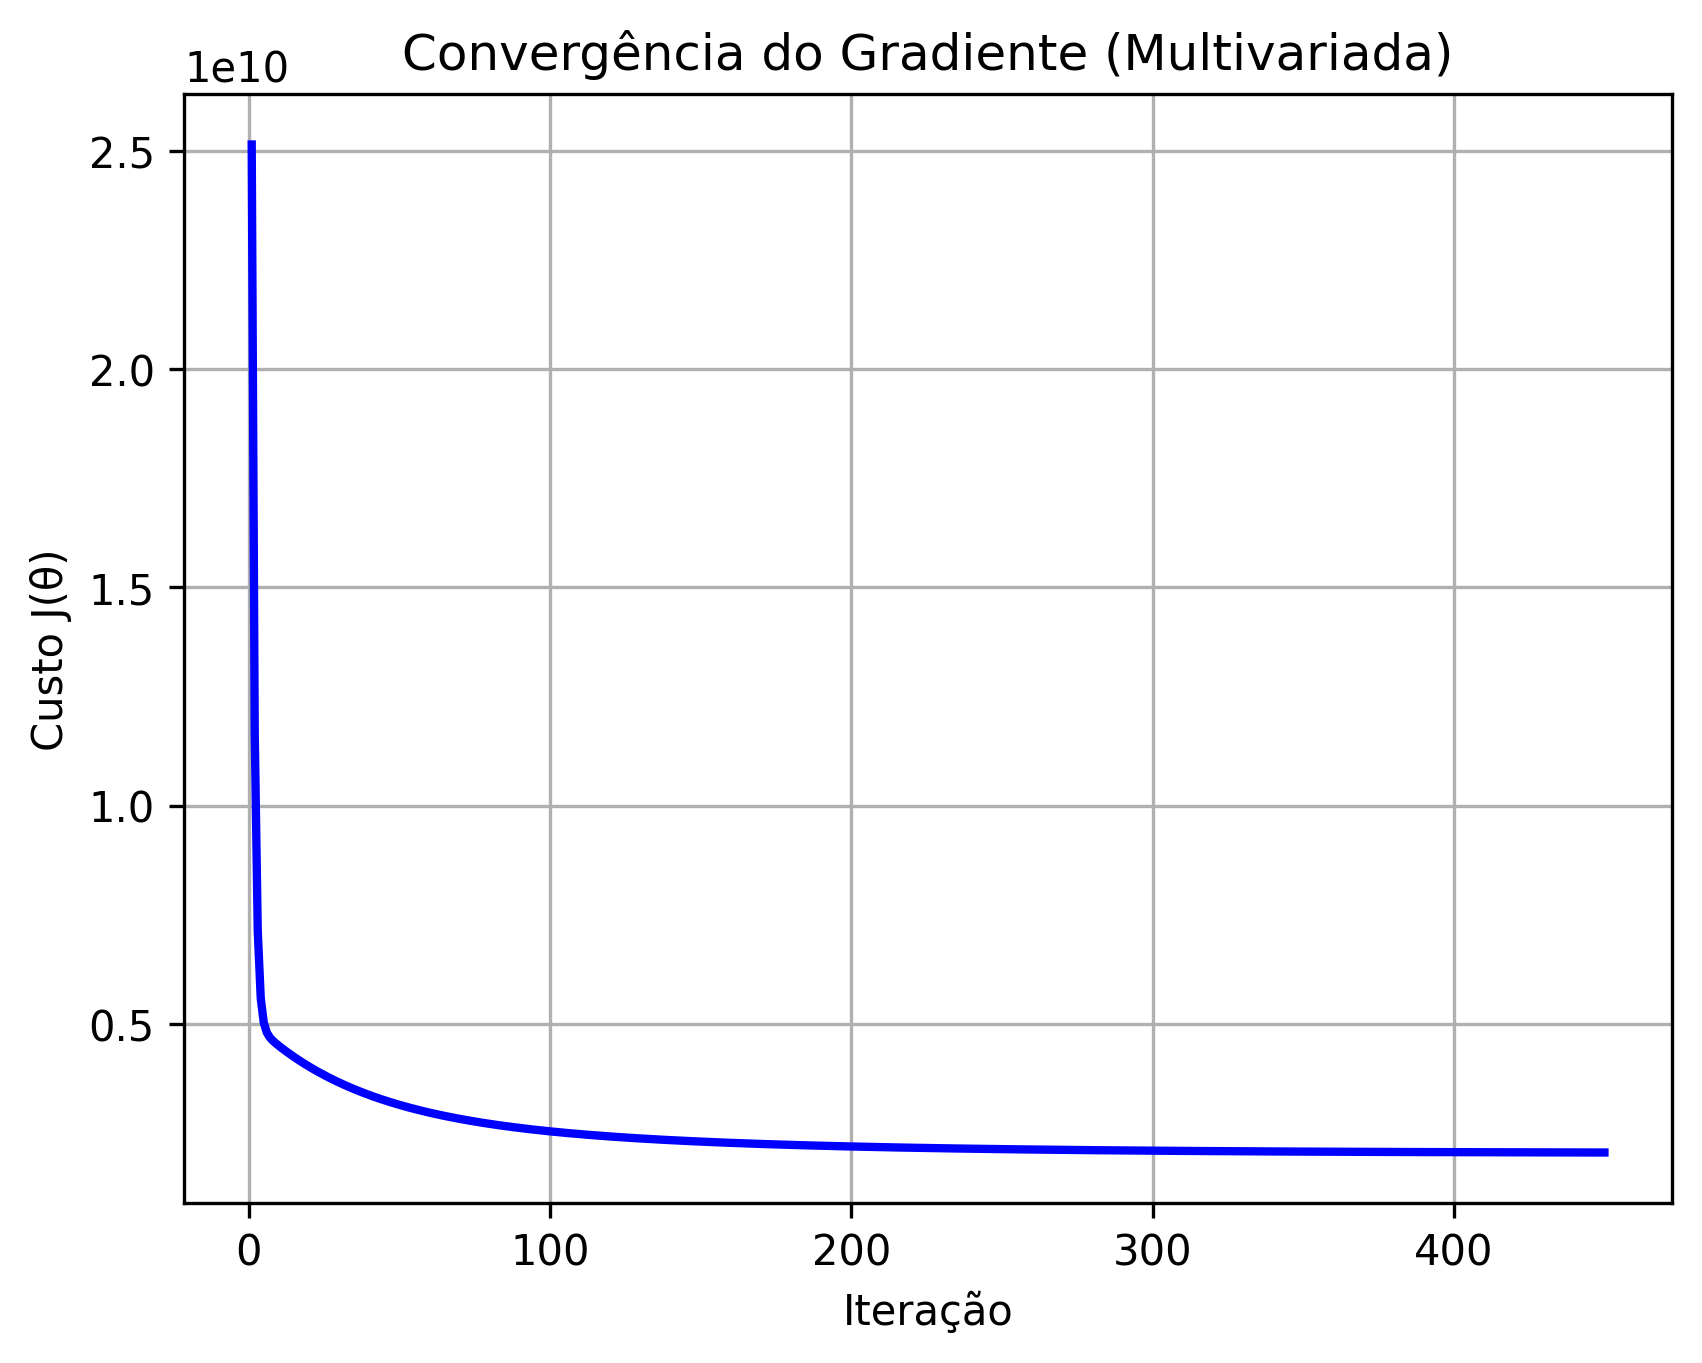 Convergência do Gradiente (Multivariada)
1e10
2.5
2.0
1.5
1.0
0.5
Custo J(θ)
0 100 200 300 400
Iteração